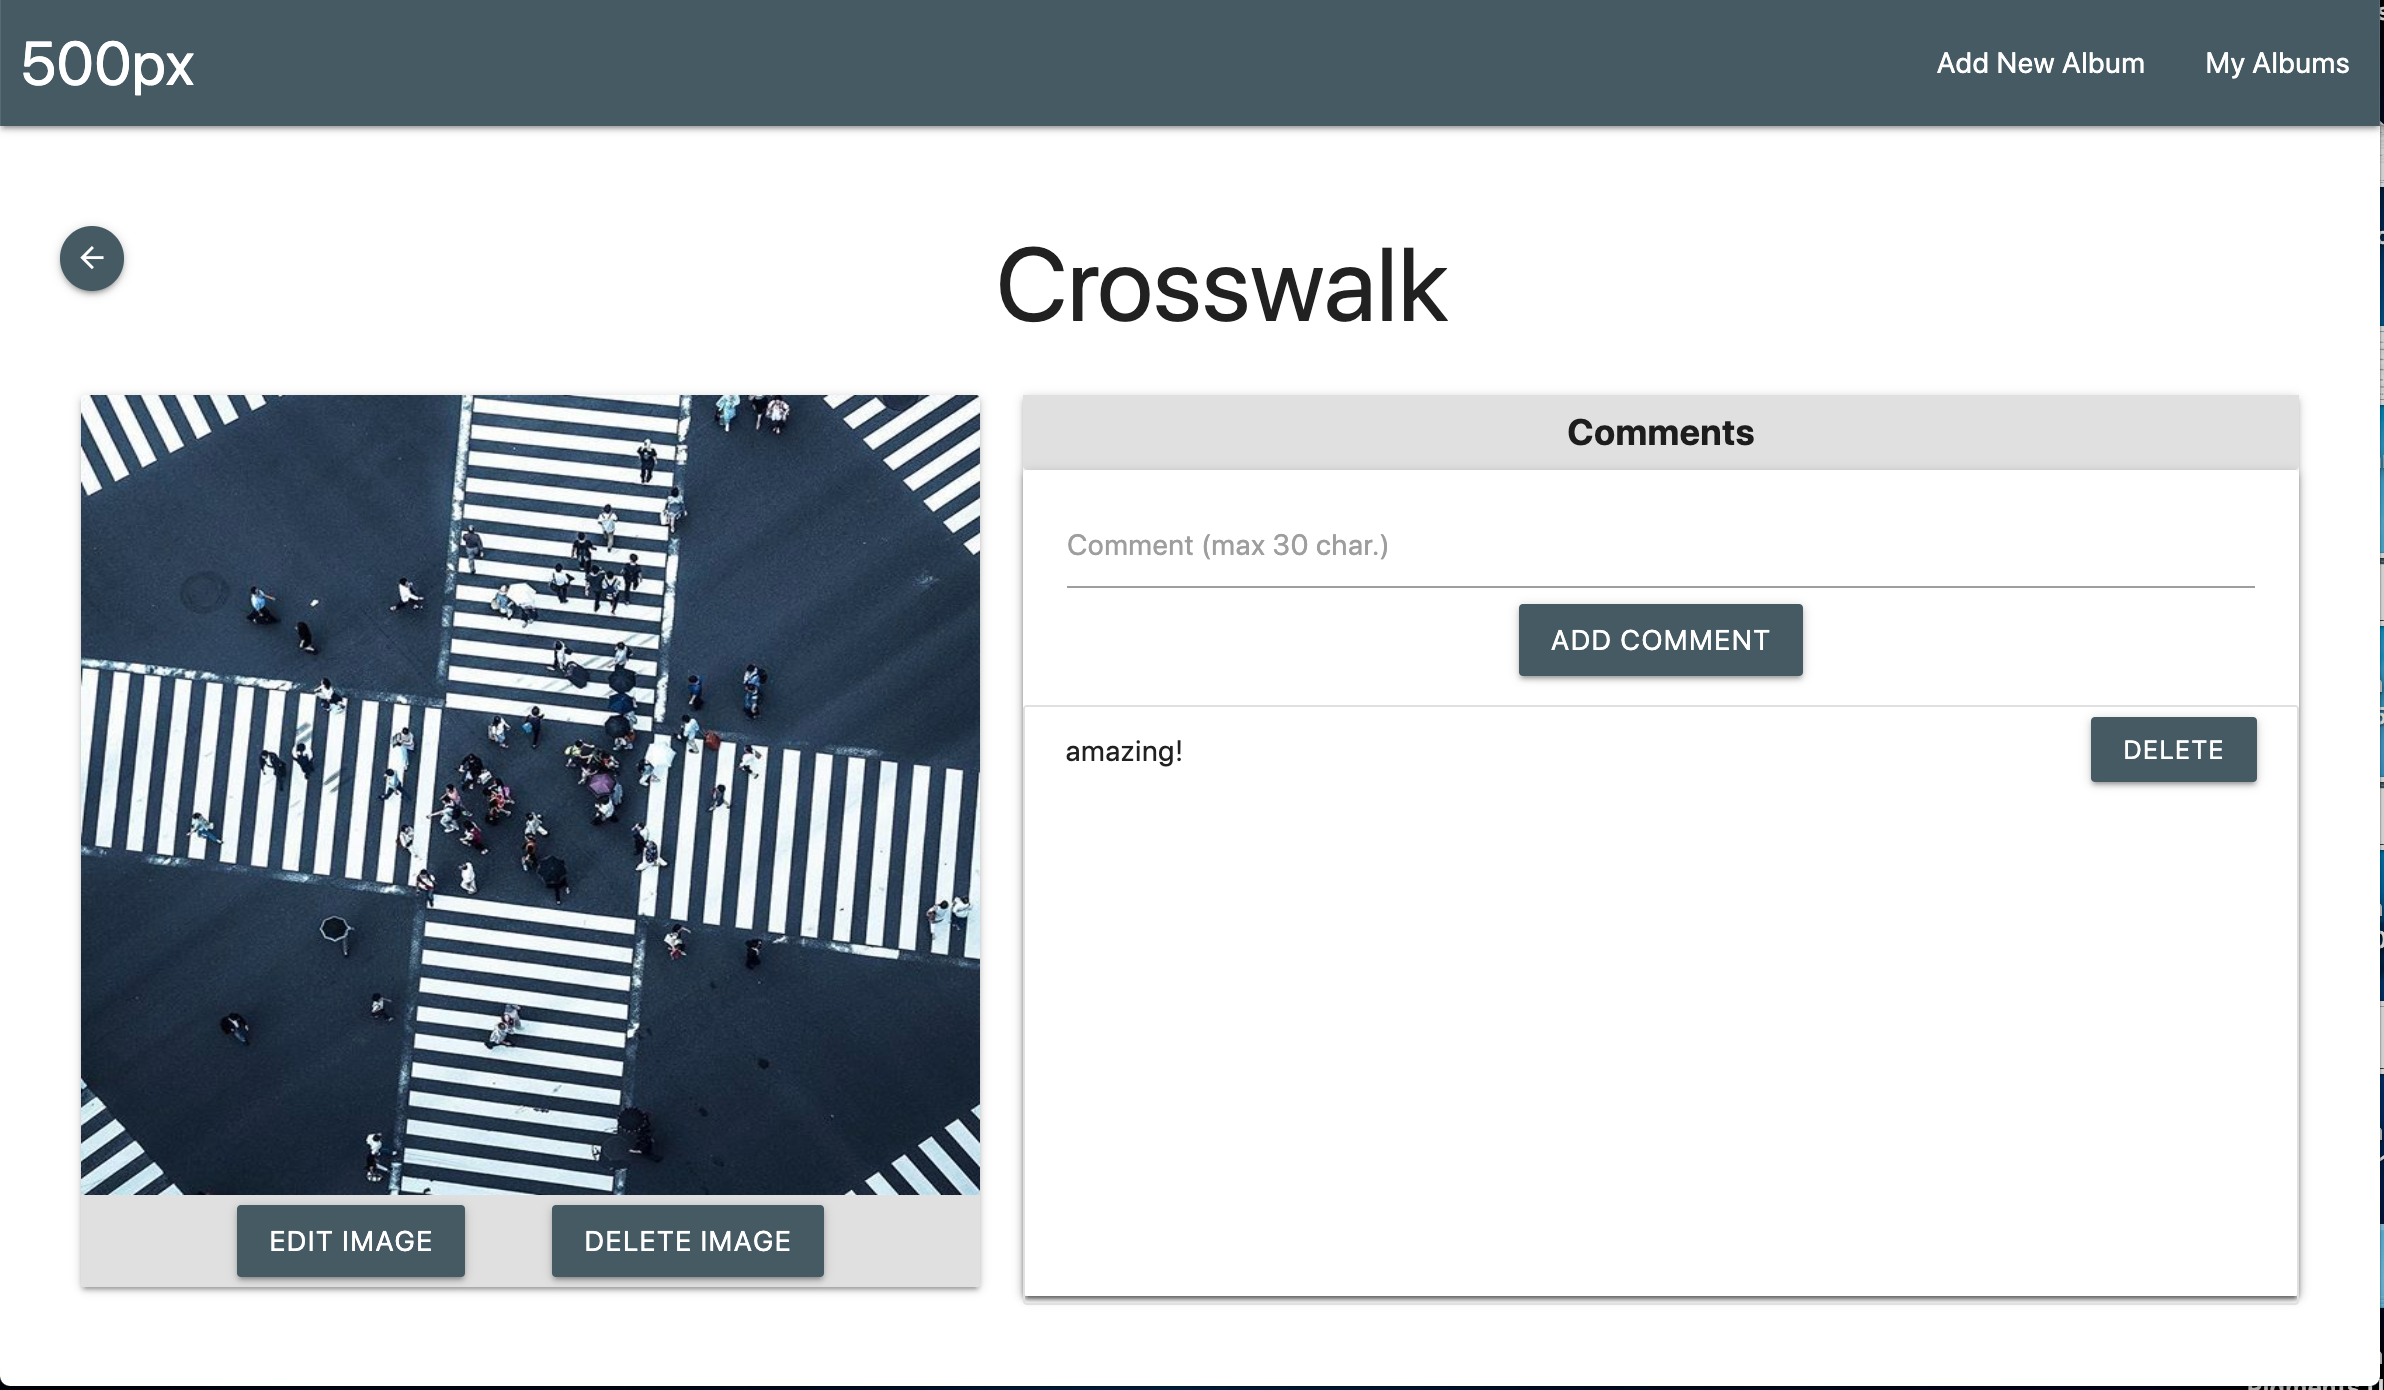 500px
Add New Album
My Albums
Crosswalk
Comments
Comment (max 30 char.)
ADD COMMENT
amazing!
DELETE
EDIT IMAGE
DELETE IMAGE